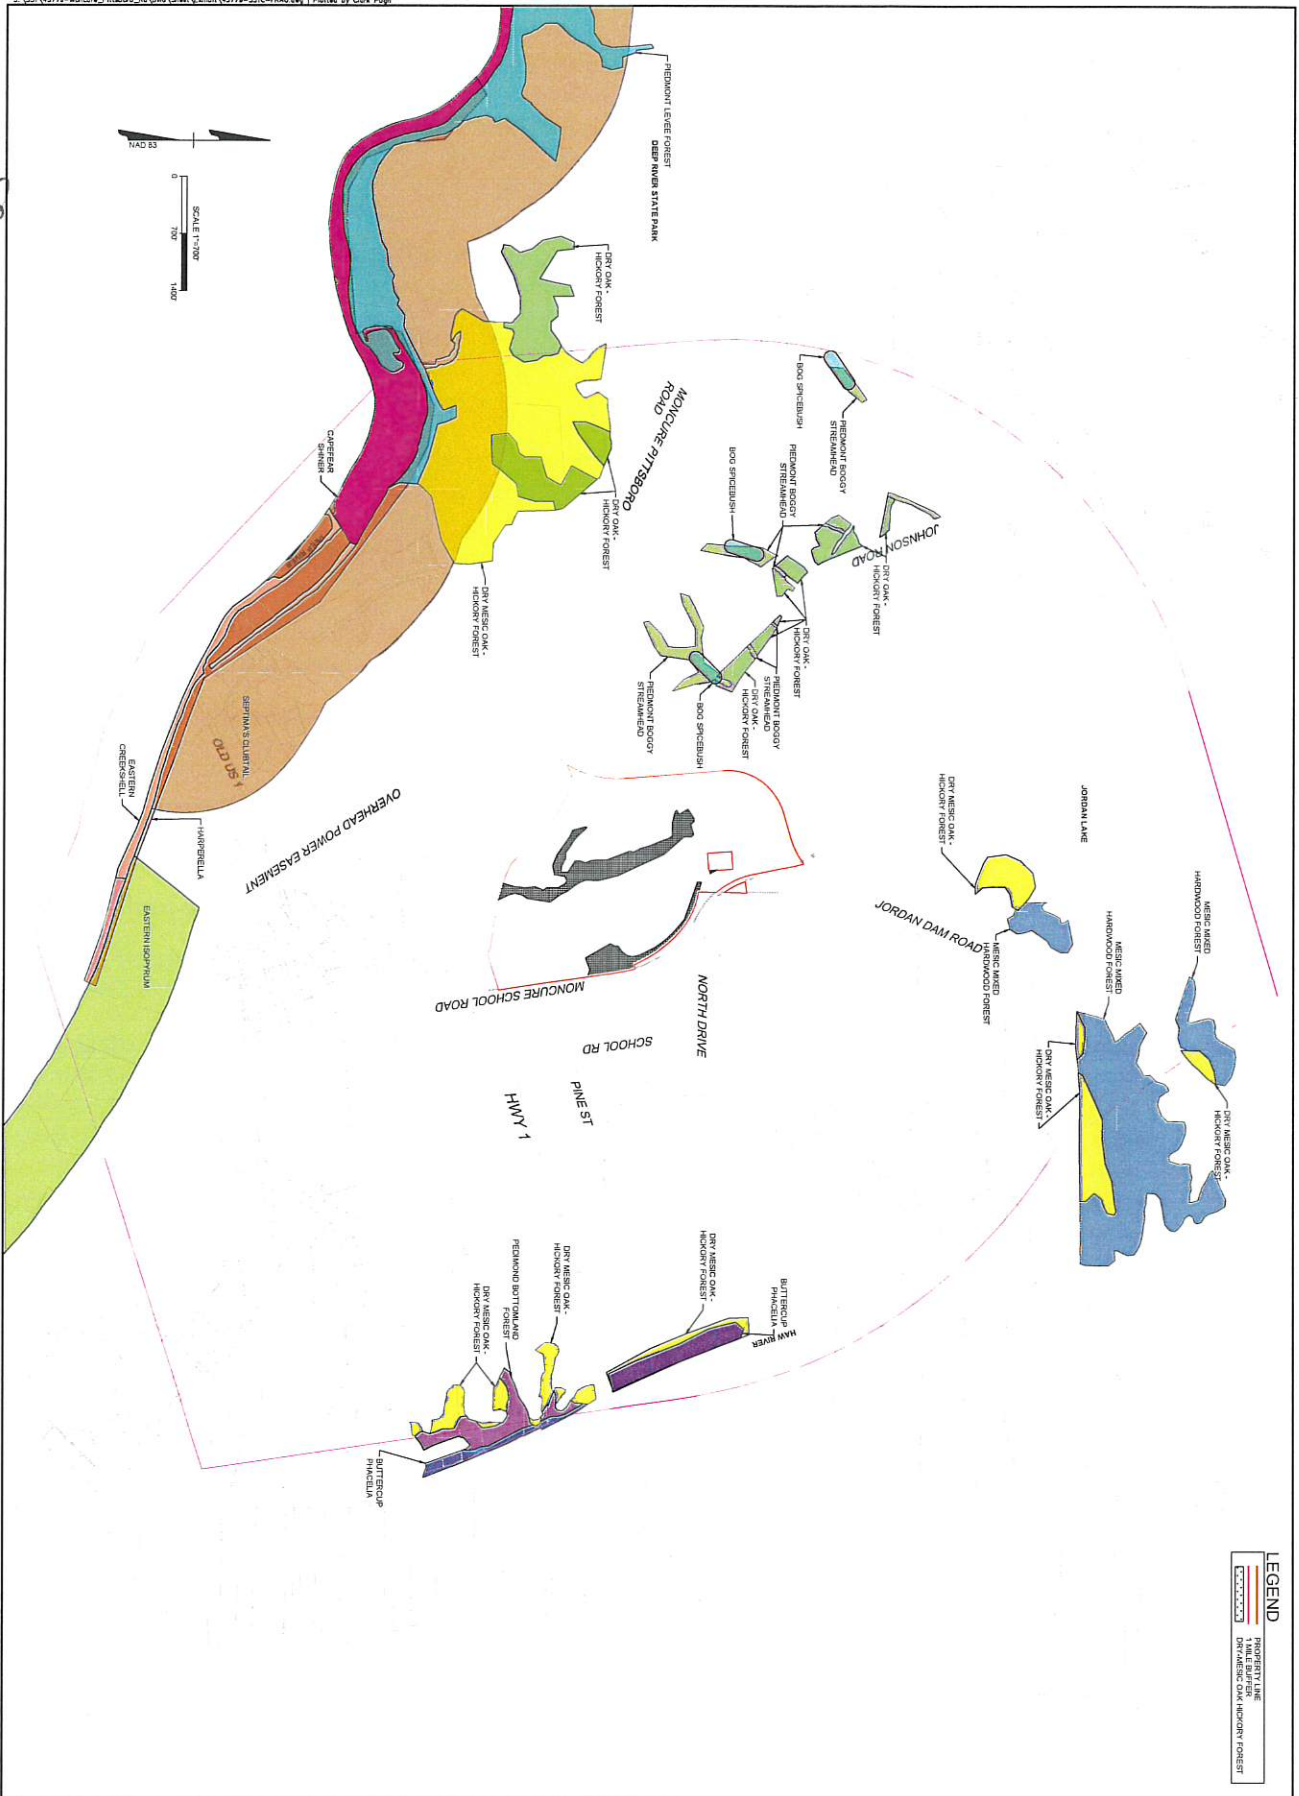 PIEDMONT LEVEE FOREST
DEEP RIVER STATE PARK
NAD 83
SCALE 1"=700'
0
700'
1400'
DRY OAK -
HICKORY FOREST
MONCURE PITTSBORO
ROAD
BOG SPICEBUSH
PIEDMONT BOGGY
STREAMHEAD
PIEDMONT BOGGY
STREAMHEAD
BOG SPICEBUSH
JOHNSON ROAD
DRY OAK -
HICKORY FOREST
DRY OAK -
HICKORY FOREST
CAPEFEAR
SHINER
DRY MESIC OAK -
HICKORY FOREST
DRY OAK -
HICKORY FOREST
PIEDMONT BOGGY
STREAMHEAD
DRY OAK -
HICKORY FOREST
BOG SPICEBUSH
PIEDMONT BOGGY
STREAMHEAD
SEPTIMA'S CLUBTAIL
OLD US 1
EASTERN
CREEKSHELL
HARPERELLA
OVERHEAD POWER EASEMENT
EASTERN ISOPYRUM
JORDAN LAKE
DRY MESIC OAK -
HICKORY FOREST
JORDAN DAM ROAD
MESIC MIXED
HARDWOOD FOREST
MESIC MIXED
HARDWOOD FOREST
MESIC MIXED
HARDWOOD FOREST
DRY MESIC OAK -
HICKORY FOREST
DRY MESIC OAK -
HICKORY FOREST
MONCURE SCHOOL ROAD
NORTH DRIVE
SCHOOL RD
PINE ST
HWY 1
DRY MESIC OAK -
HICKORY FOREST
BUTTERCUP
PHACELIA
HAW RIVER
DRY MESIC OAK -
HICKORY FOREST
PEDIMOND BOTTOMLAND
FOREST
DRY MESIC OAK -
HICKORY FOREST
BUTTERCUP
PHACELIA
LEGEND
PROPERTY LINE
1 MILE BUFFER
DRY-MESIC OAK HICKORY FOREST